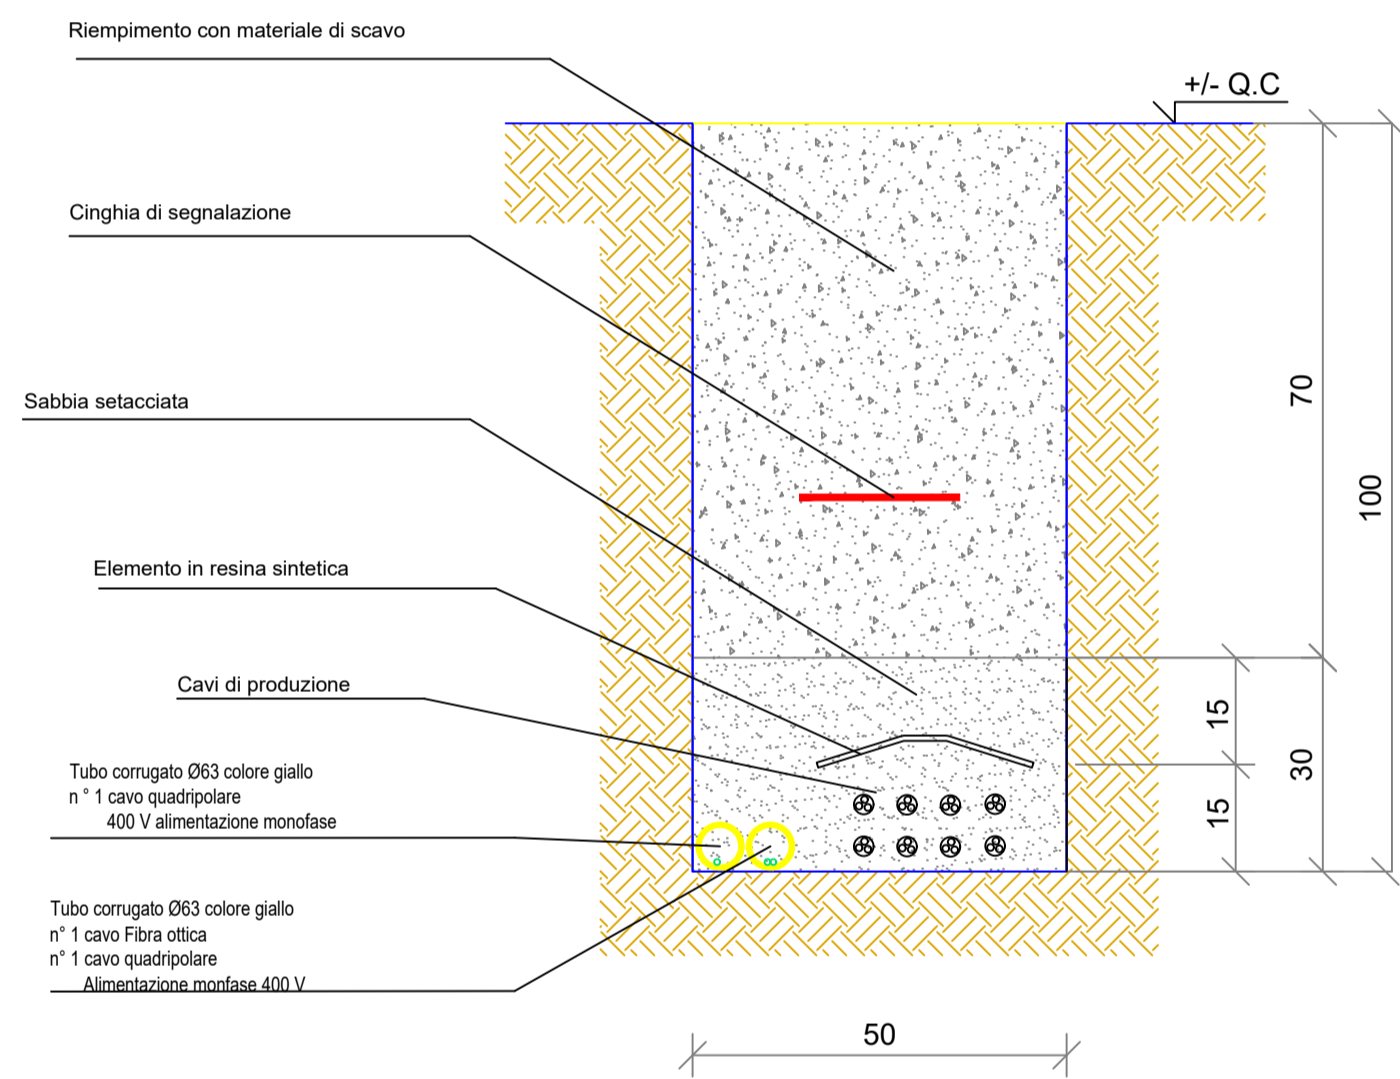 Riempimento con materiale di scavo
+/- Q.C
Cinghia di segnalazione
70
Sabbia setacciata
100
Elemento in resina sintetica
Cavi di produzione
15
30
15
Tubo corrugato Ø63 colore giallo
n ° 1 cavo quadripolare
400 V alimentazione monofase
Tubo corrugato Ø63 colore giallo
n° 1 cavo Fibra ottica
n° 1 cavo quadripolare
Alimentazione monfase 400 V
50